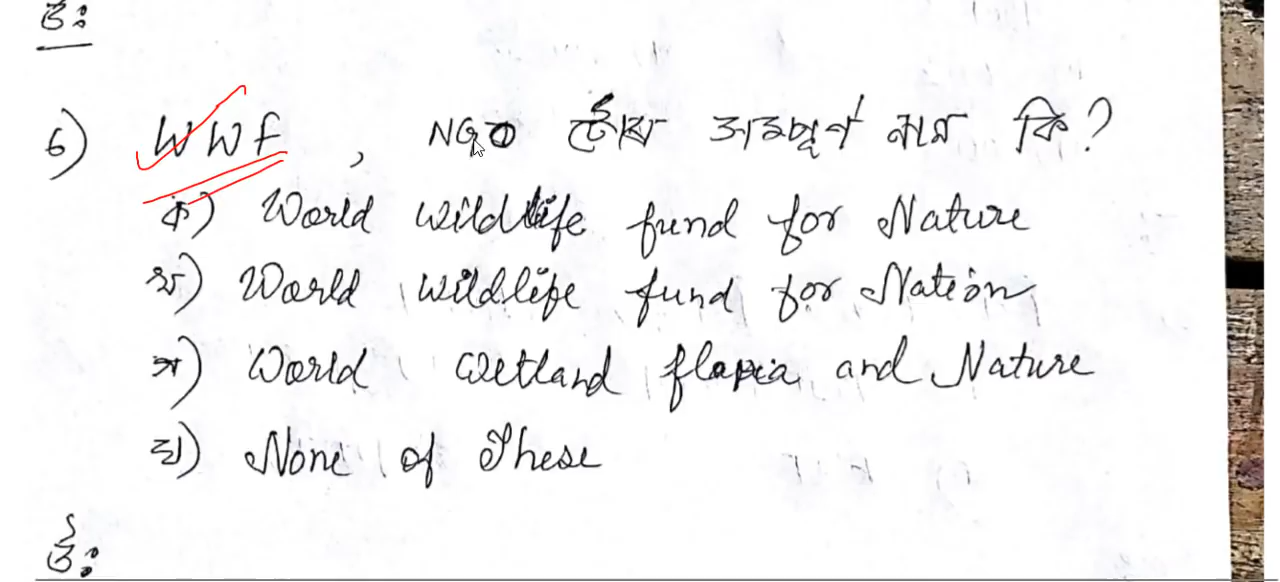 উঃ
6) WWF, NGO টোৰ সম্পূৰ্ণ নাম কি?
ক) World Wildlife fund for Nature
খ) World Wildlife fund for Nation
গ) World Wetland and Nature
ঘ) None of These
উঃ